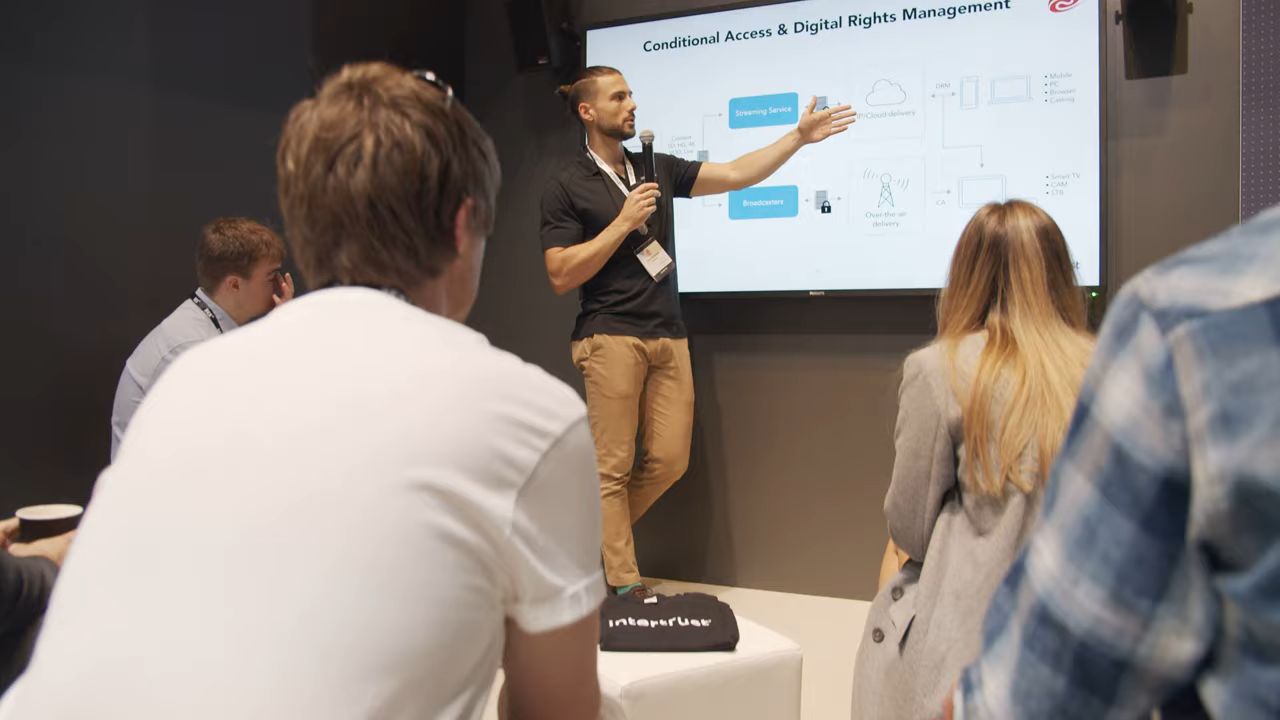 Conditional Access & Digital Rights Management
Streaming Service
Cloud delivery
DRM
• Mobile
• PC
• Browser
• Casting
Broadcasters
Over-the-air
delivery
CA
• Smart TV
• CAM
• STB
intertrust